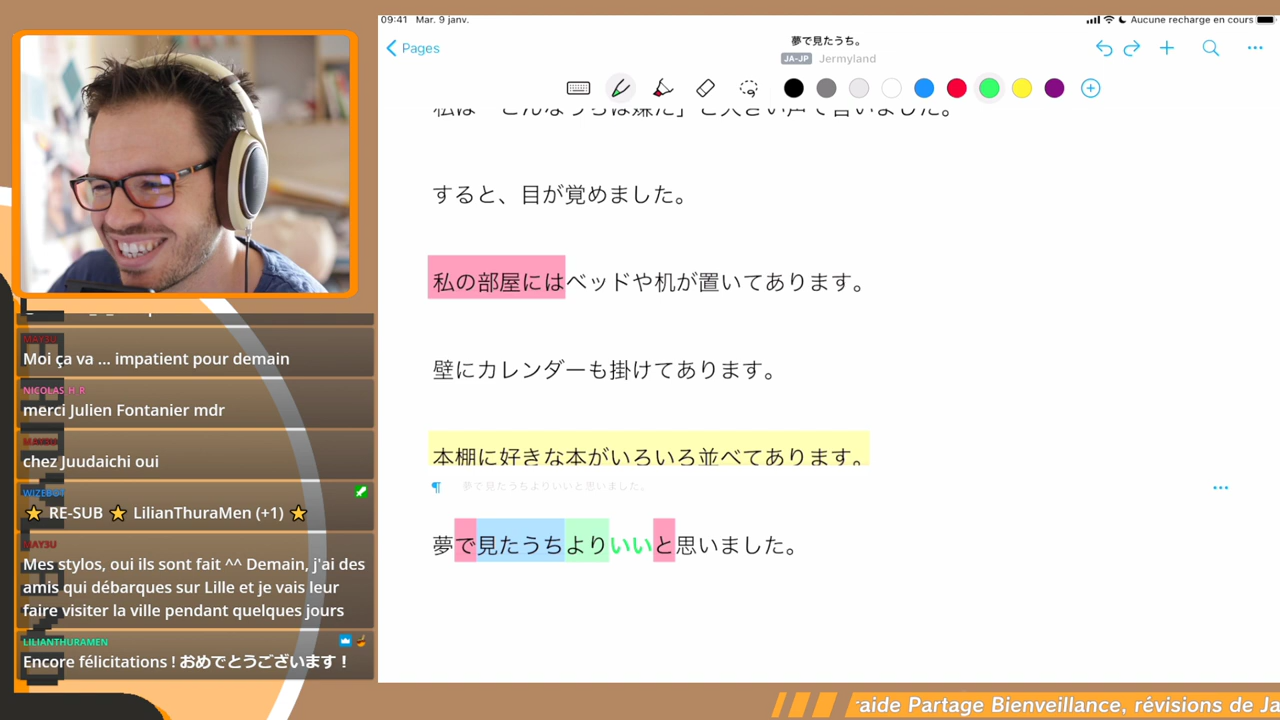 09:41 Mar. 9 janv.
Aucune recharge en cours
Pages
夢で見たうち。
JA-JP Jermyland
すると、目が覚めました。
私の部屋にはベッドや机が置いてあります。
壁にカレンダーも掛けてあります。
本棚に好きな本がいろいろ並べてあります。
夢で見たうちよりいいと思いました。
夢で見たうちよりいいと思いました。
MAY3U
Moi ça va ... impatient pour demain
NICOLAS_H_R
merci Julien Fontanier mdr
MAY3U
chez Juudaichi oui
WIZEBOT
RE-SUB LilianThuraMen (+1)
MAY3U
Mes stylos, oui ils sont fait ^^ Demain, j'ai des
amis qui débarques sur Lille et je vais leur
faire visiter la ville pendant quelques jours
LILIANTHURAMEN
Encore félicitations ! おめでとうございます！
aide Partage Bienveillance, révisions de Ja